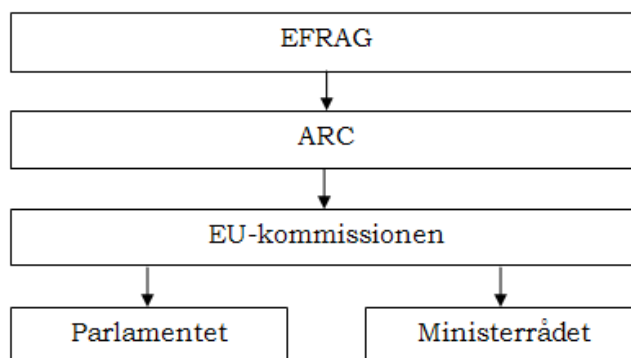 EFRAG
ARC
EU-kommissionen
Parlamentet
Ministerrådet